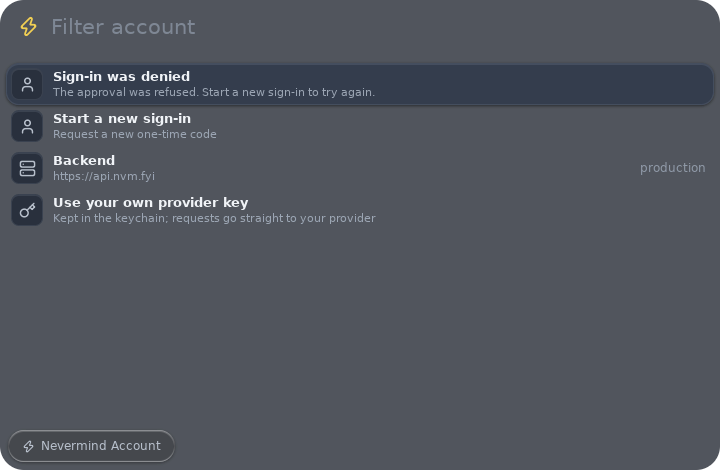 Filter account
Sign-in was denied
The approval was refused. Start a new sign-in to try again.
Start a new sign-in
Request a new one-time code
Backend
https://api.nvm.fyi
production
Use your own provider key
Kept in the keychain; requests go straight to your provider
Nevermind Account